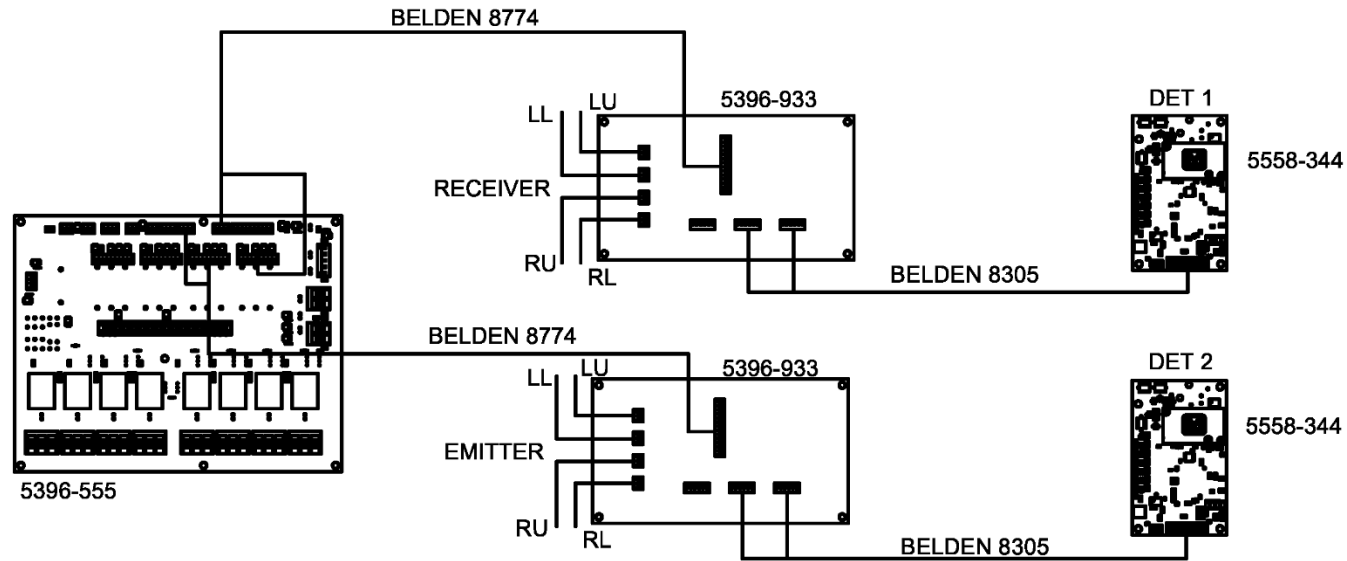 BELDEN 8774
5396-933
DET 1
LU
LL
5558-344
RECEIVER
RU
RL
BELDEN 8305
BELDEN 8774
5396-933
DET 2
LU
LL
5558-344
EMITTER
5396-555
RU
RL
BELDEN 8305